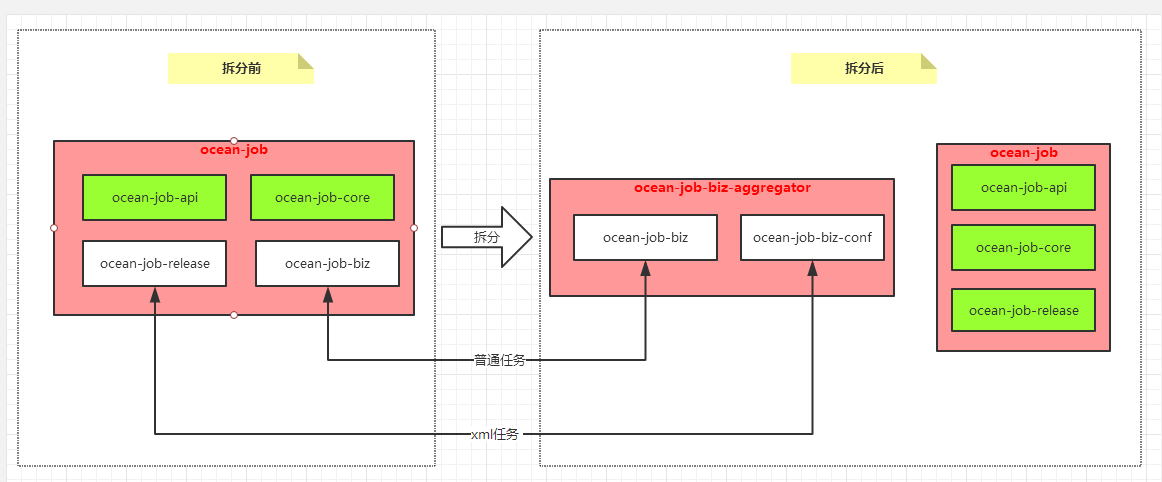 拆分前
ocean-job
ocean-job-api
ocean-job-core
ocean-job-release
ocean-job-biz
拆分
拆分后
ocean-job-biz-aggregator
ocean-job-biz
ocean-job-biz-conf
ocean-job
ocean-job-api
ocean-job-core
ocean-job-release
普通任务
xml任务